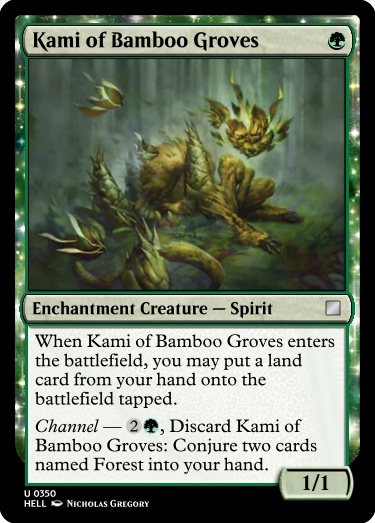 Kami of Bamboo Groves
Enchantment Creature — Spirit
When Kami of Bamboo Groves enters
the battlefield, you may put a land
card from your hand onto the
battlefield tapped.
Channel — 2, Discard Kami of
Bamboo Groves: Conjure two cards
named Forest into your hand.
1/1
U 0350
HELL Nicholas Gregory